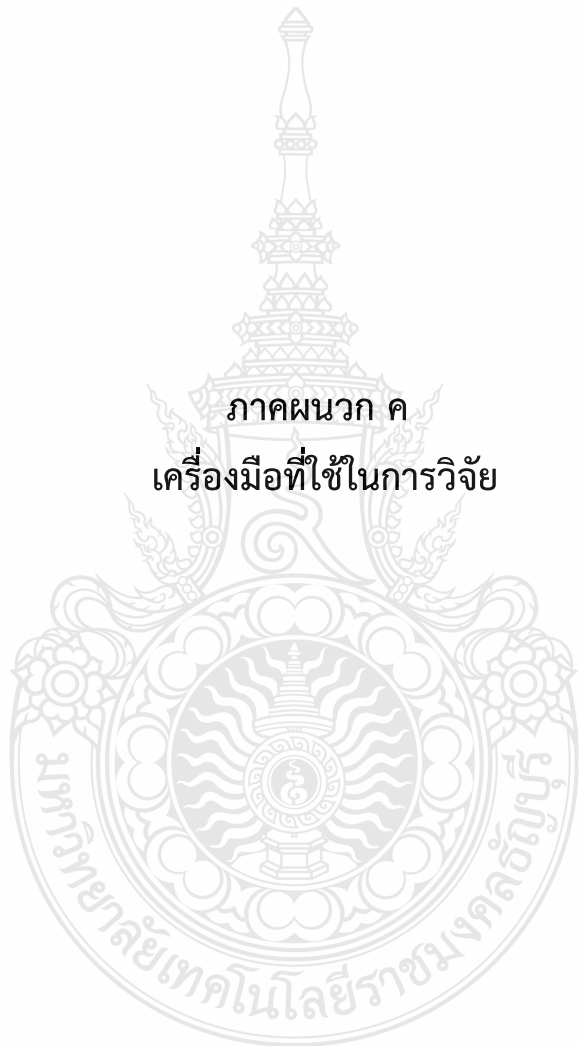 ภาคผนวก ค
เครื่องมือที่ใช้ในการวิจัย
มหาวิทยาลัยเทคโนโลยีราชมงคลธัญบุรี